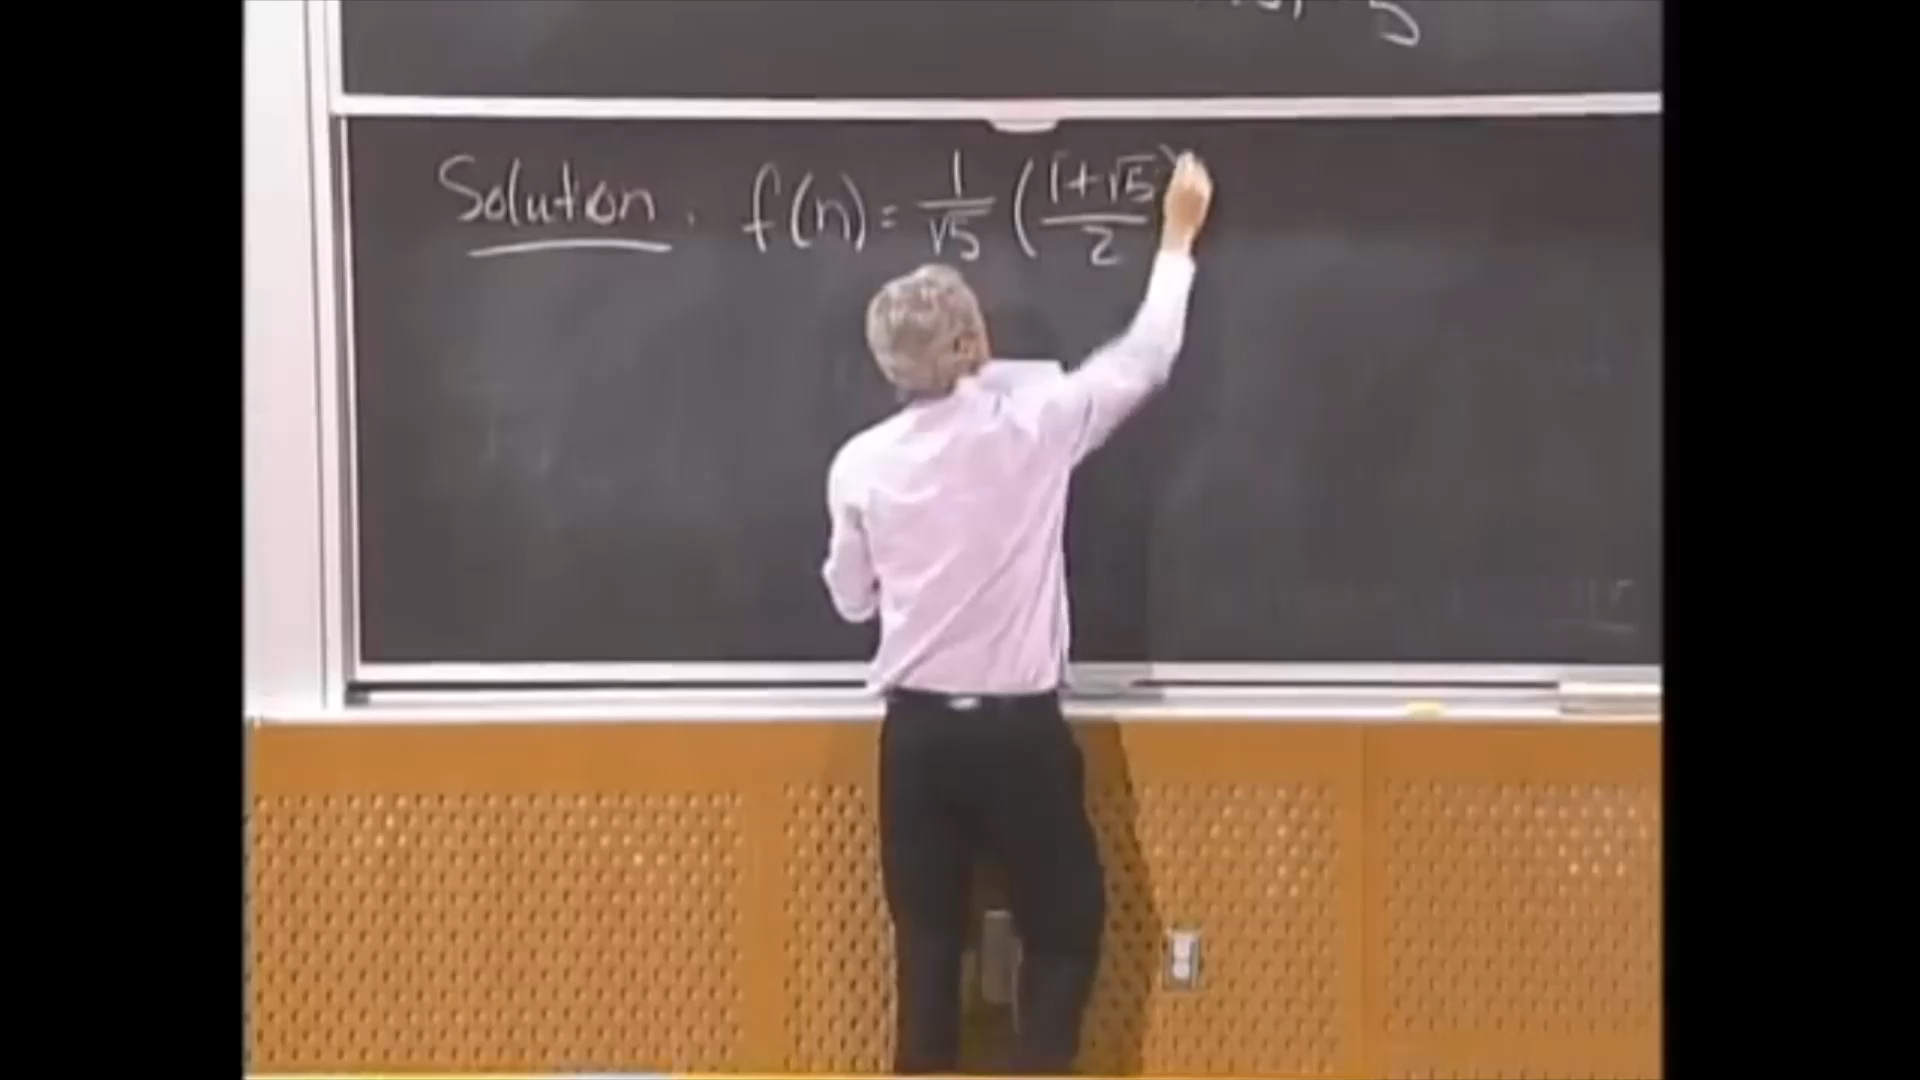 Solution. f(n) = 1/√5 ( (1+√5)/2 )